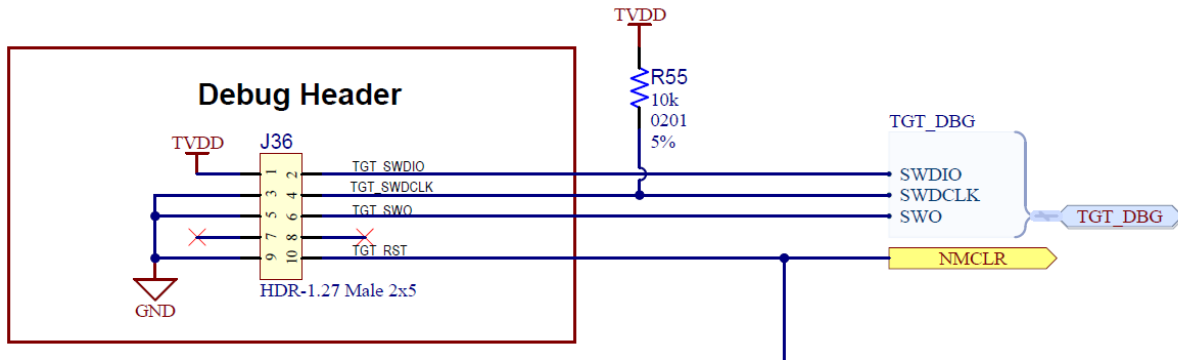 TVDD
Debug Header
R55
10k
0201
5%
TVDD
J36
TGT_DBG
1
2
TGT_SWDIO
SWDIO
3
4
TGT_SWDCLK
SWDCLK
5
6
TGT_SWO
SWO
TGT_DBG
7
8
9
10
TGT_RST
NMCLR
HDR-1.27 Male 2x5
GND